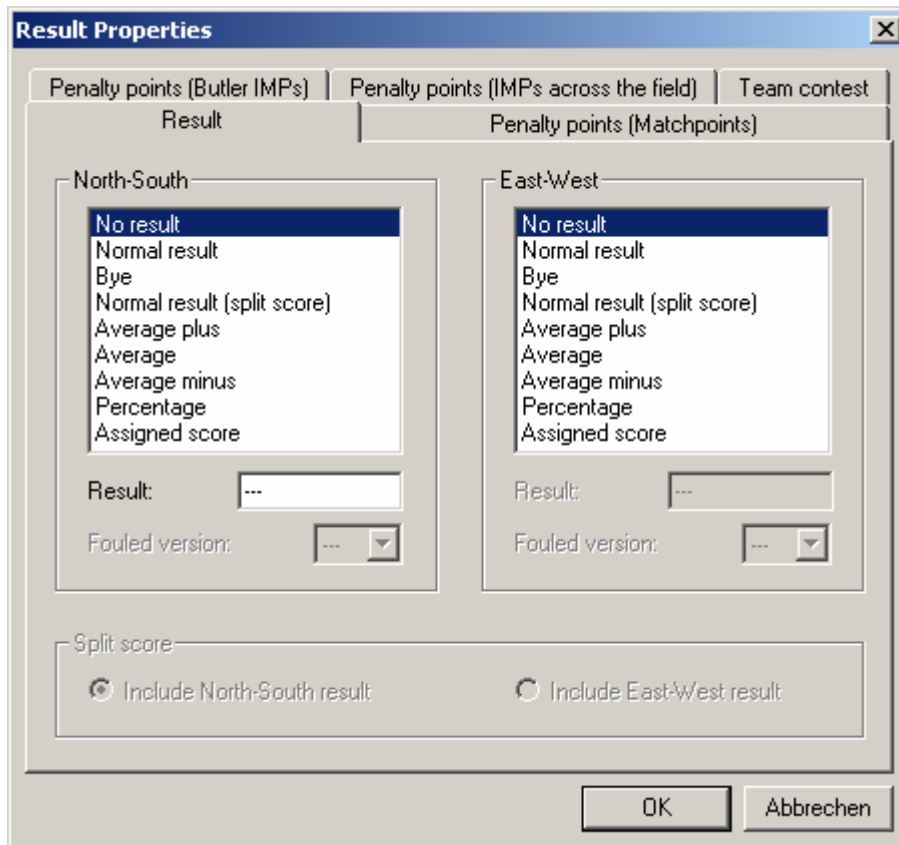 Result Properties
Penalty points (Butler IMPs) Penalty points (IMPs across the field) Team contest
Result Penalty points (Matchpoints)
North-South
No result
Normal result
Bye
Normal result (split score)
Average plus
Average
Average minus
Percentage
Assigned score
Result: ---
Fouled version: ---
East-West
No result
Normal result
Bye
Normal result (split score)
Average plus
Average
Average minus
Percentage
Assigned score
Result: ---
Fouled version: ---
Split score
Include North-South result Include East-West result
OK Abbrechen